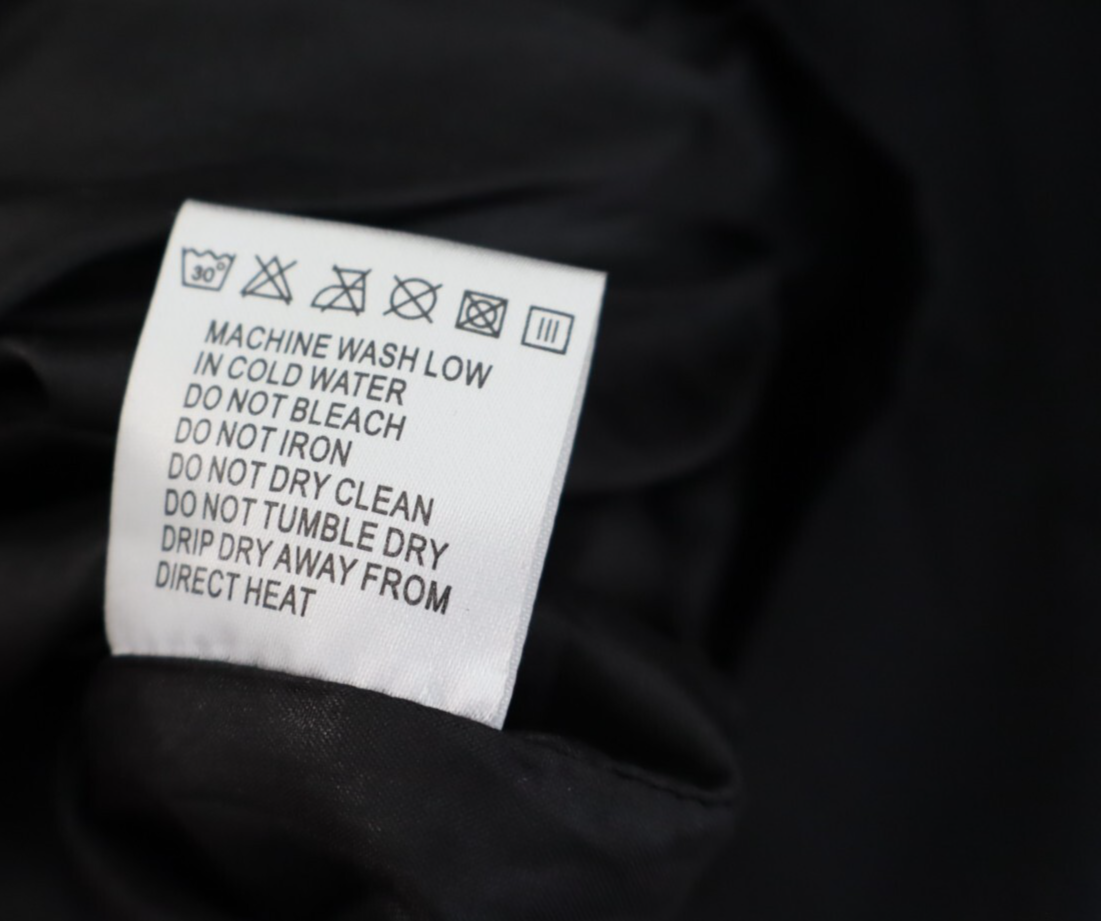 30°
MACHINE WASH LOW
IN COLD WATER
DO NOT BLEACH
DO NOT IRON
DO NOT DRY CLEAN
DO NOT TUMBLE DRY
DRIP DRY AWAY FROM
DIRECT HEAT